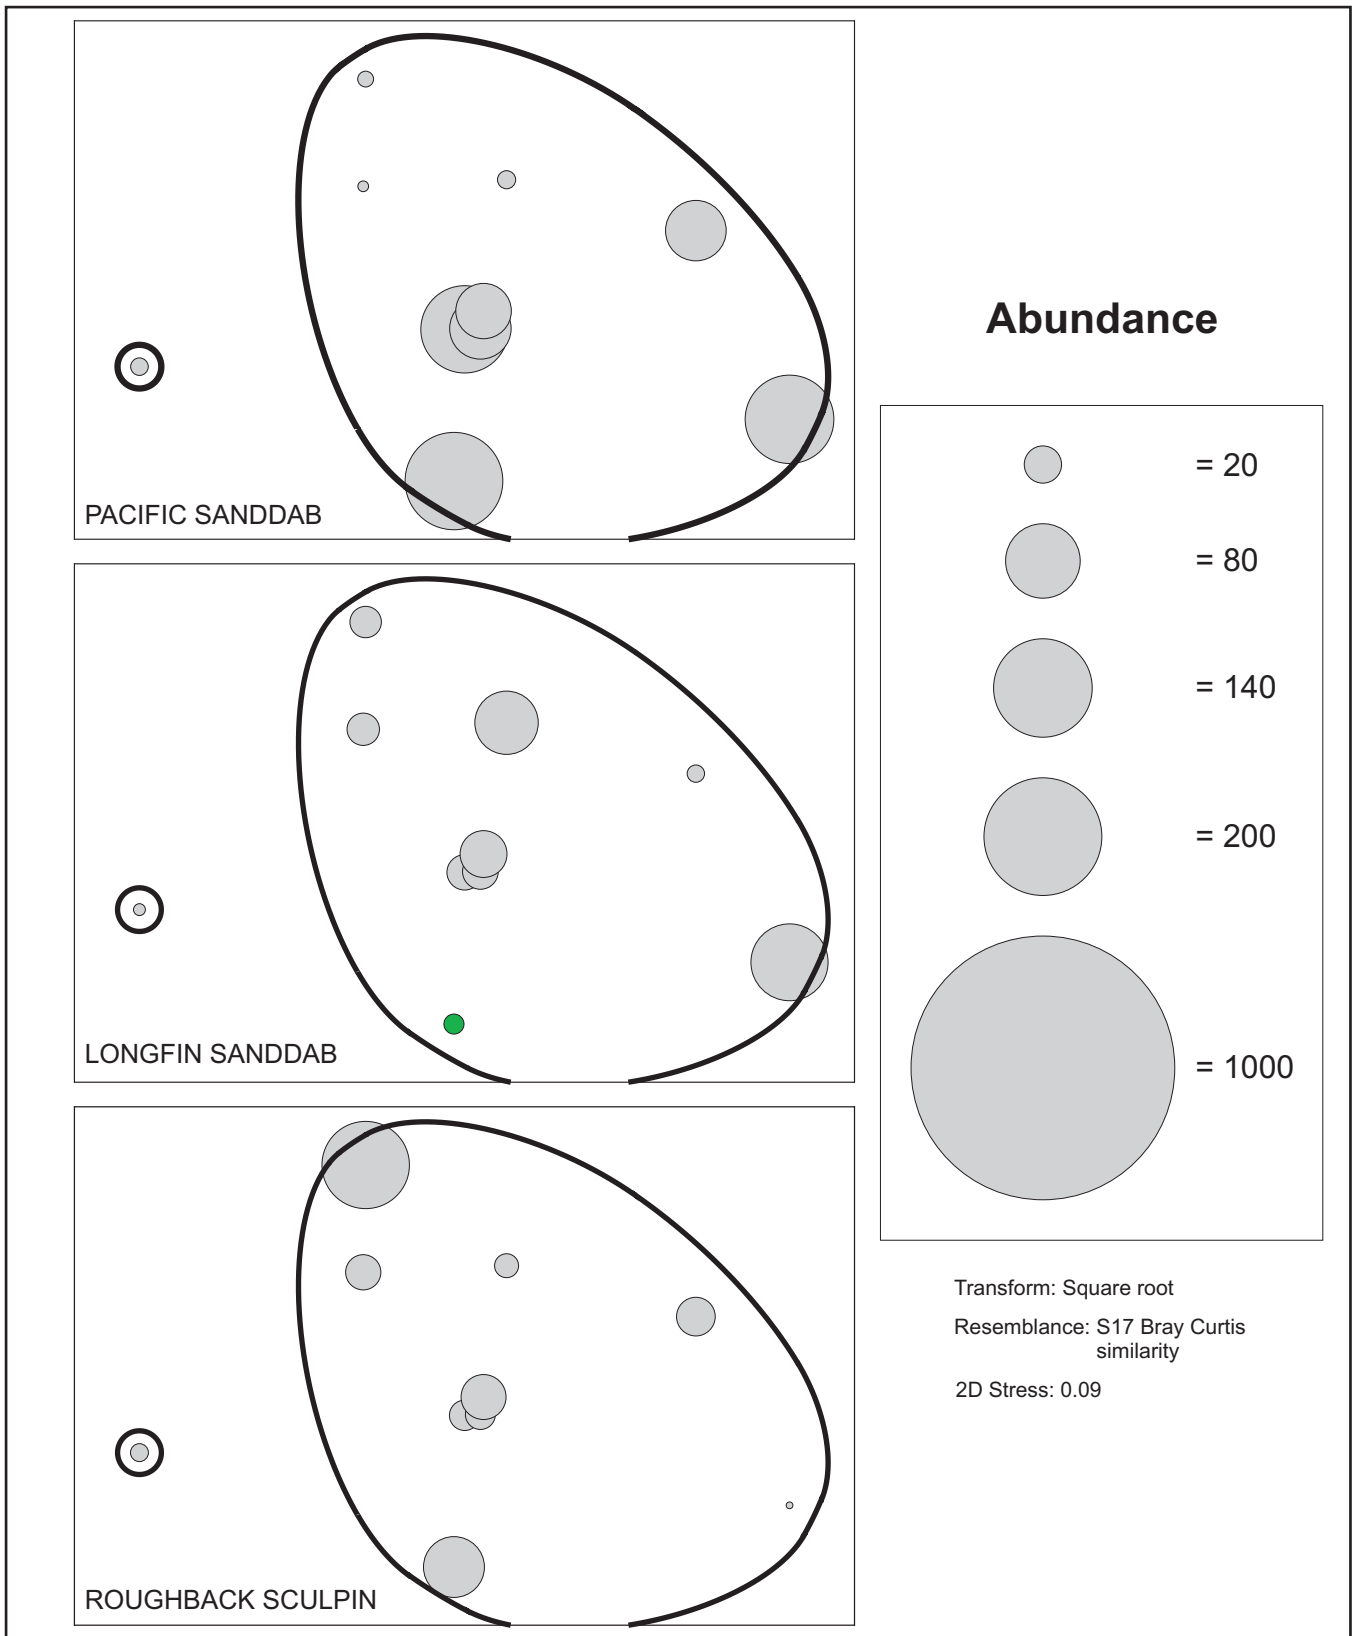 PACIFIC SANDDAB
LONGFIN SANDDAB
ROUGHBACK SCULPIN
Abundance
= 20
= 80
= 140
= 200
= 1000
Transform: Square root
Resemblance: S17 Bray Curtis
similarity
2D Stress: 0.09